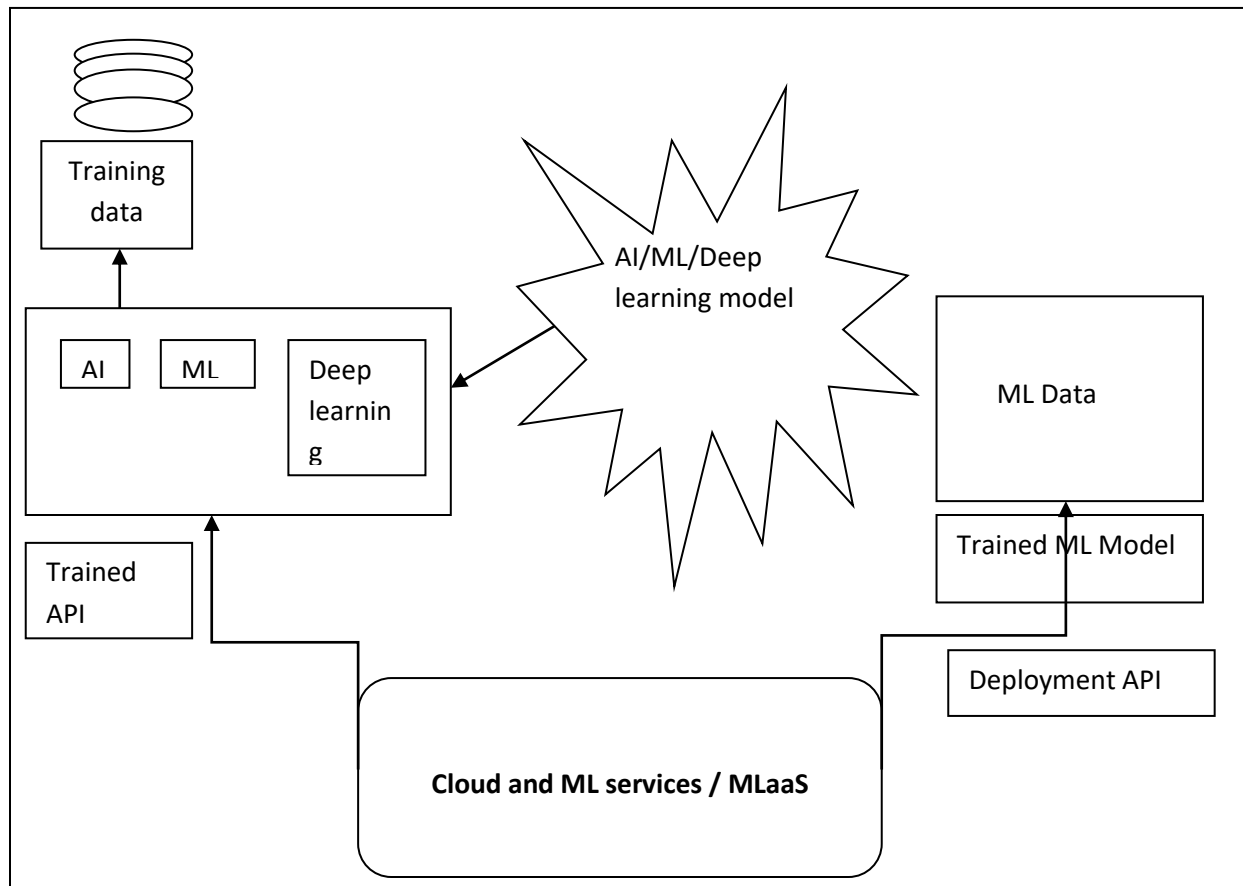 Training
data
AI/ML/Deep
learning model
AI
ML
Deep
learnin
g
ML Data
Trained
API
Trained ML Model
Deployment API
Cloud and ML services / MLaaS